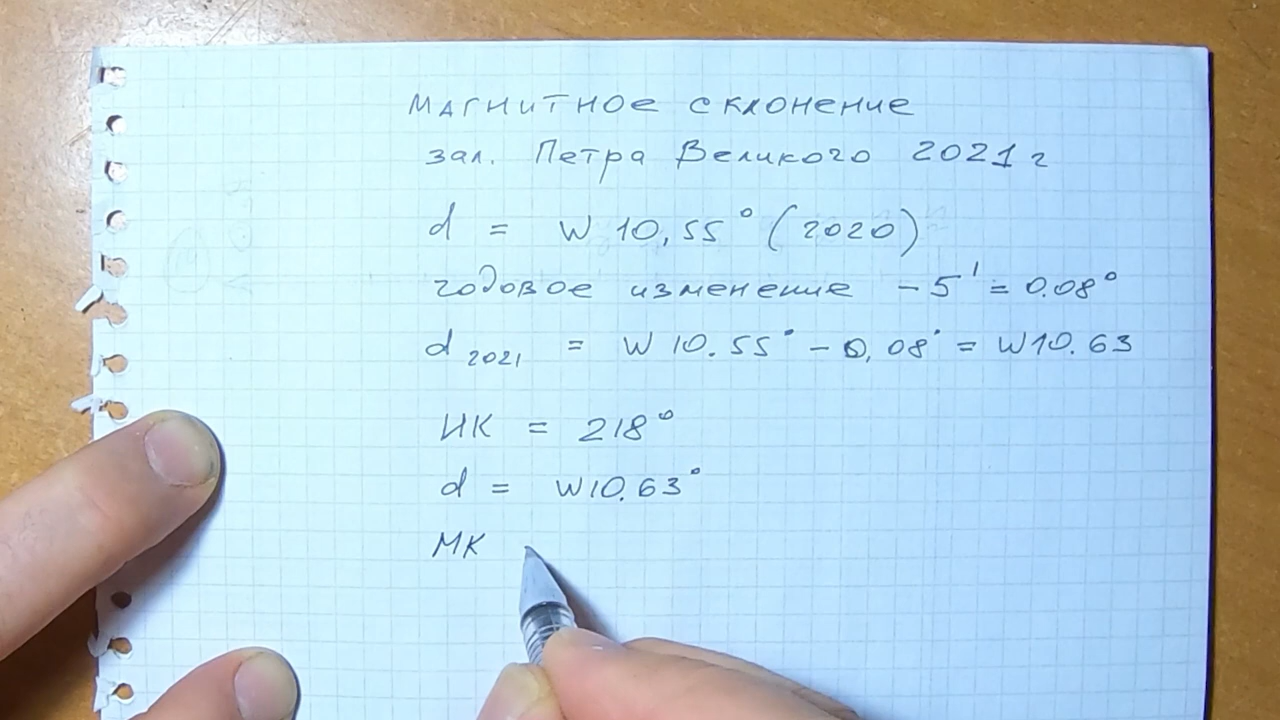 Магнитное склонение
зал. Петра Великого 2021 г
d = W 10,55° (2020)
годовое изменение -5' = 0.08°
d 2021 = W 10.55° - 0,08° = W10.63
ИК = 218°
d = W10.63°
МК